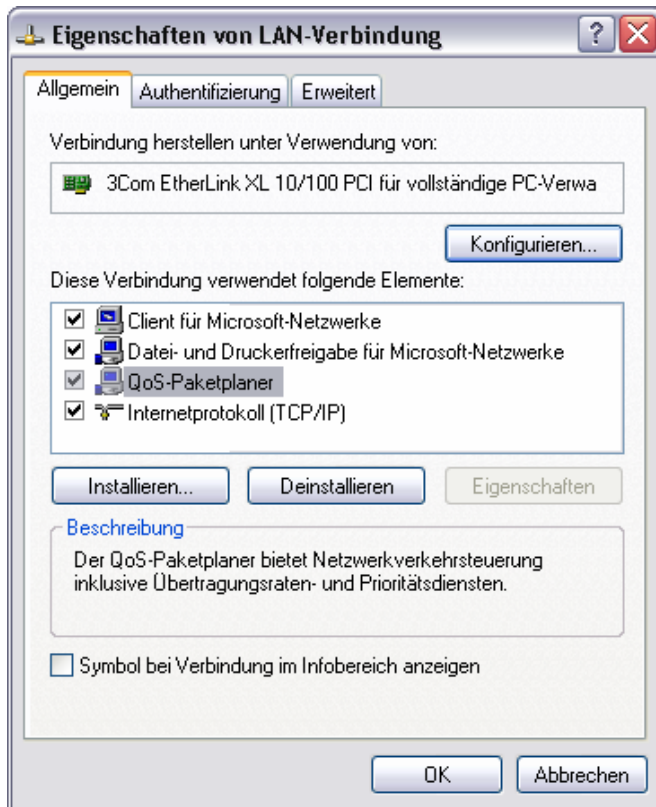 Eigenschaften von LAN-Verbindung
?
Allgemein Authentifizierung Erweitert
Verbindung herstellen unter Verwendung von:
3Com EtherLink XL 10/100 PCI für vollständige PC-Verwa
Konfigurieren...
Diese Verbindung verwendet folgende Elemente:
Client für Microsoft-Netzwerke
Datei- und Druckerfreigabe für Microsoft-Netzwerke
QoS-Paketplaner
Internetprotokoll (TCP/IP)
Installieren... Deinstallieren Eigenschaften
Beschreibung
Der QoS-Paketplaner bietet Netzwerkverkehrsteuerung
inklusive Übertragungsraten- und Prioritätsdiensten.
Symbol bei Verbindung im Infobereich anzeigen
OK Abbrechen